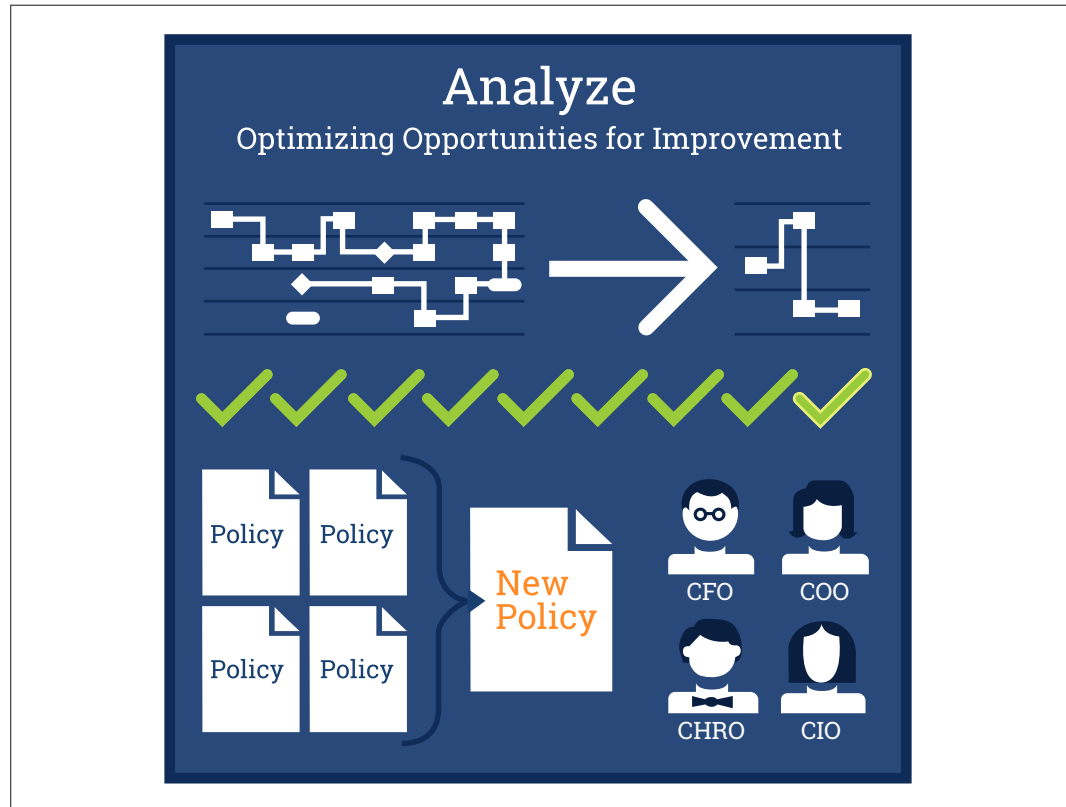 Analyze
Optimizing Opportunities for Improvement
Policy
Policy
Policy
Policy
New
Policy
CFO
COO
CHRO
CIO